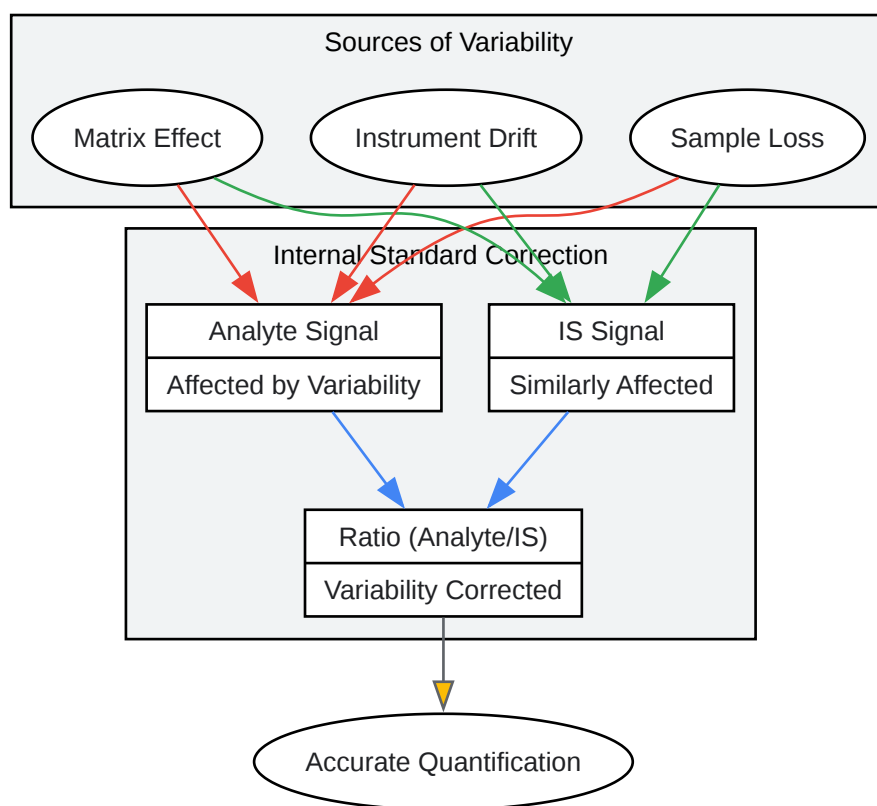 Sources of Variability
Matrix Effect
Instrument Drift
Sample Loss
Internal Standard Correction
Analyte Signal
Affected by Variability
IS Signal
Similarly Affected
Ratio (Analyte/IS)
Variability Corrected
Accurate Quantification